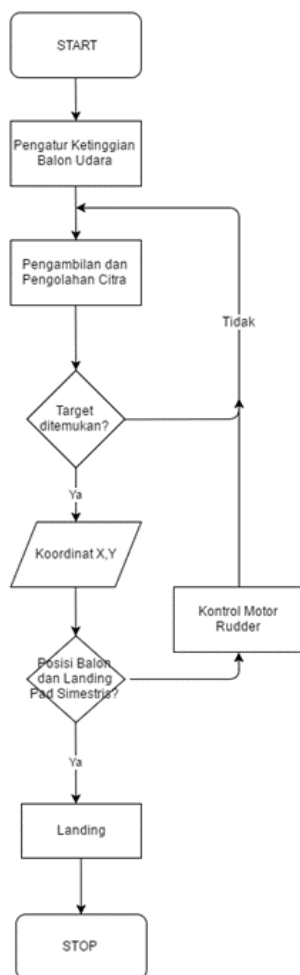 START
Pengatur Ketinggian
Balon Udara
Pengambilan dan
Pengolahan Citra
Tidak
Target
ditemukan?
Ya
Koordinat X,Y
Kontrol Motor
Rudder
Posisi Balon
dan Landing
Pad Simestris?
Ya
Landing
STOP